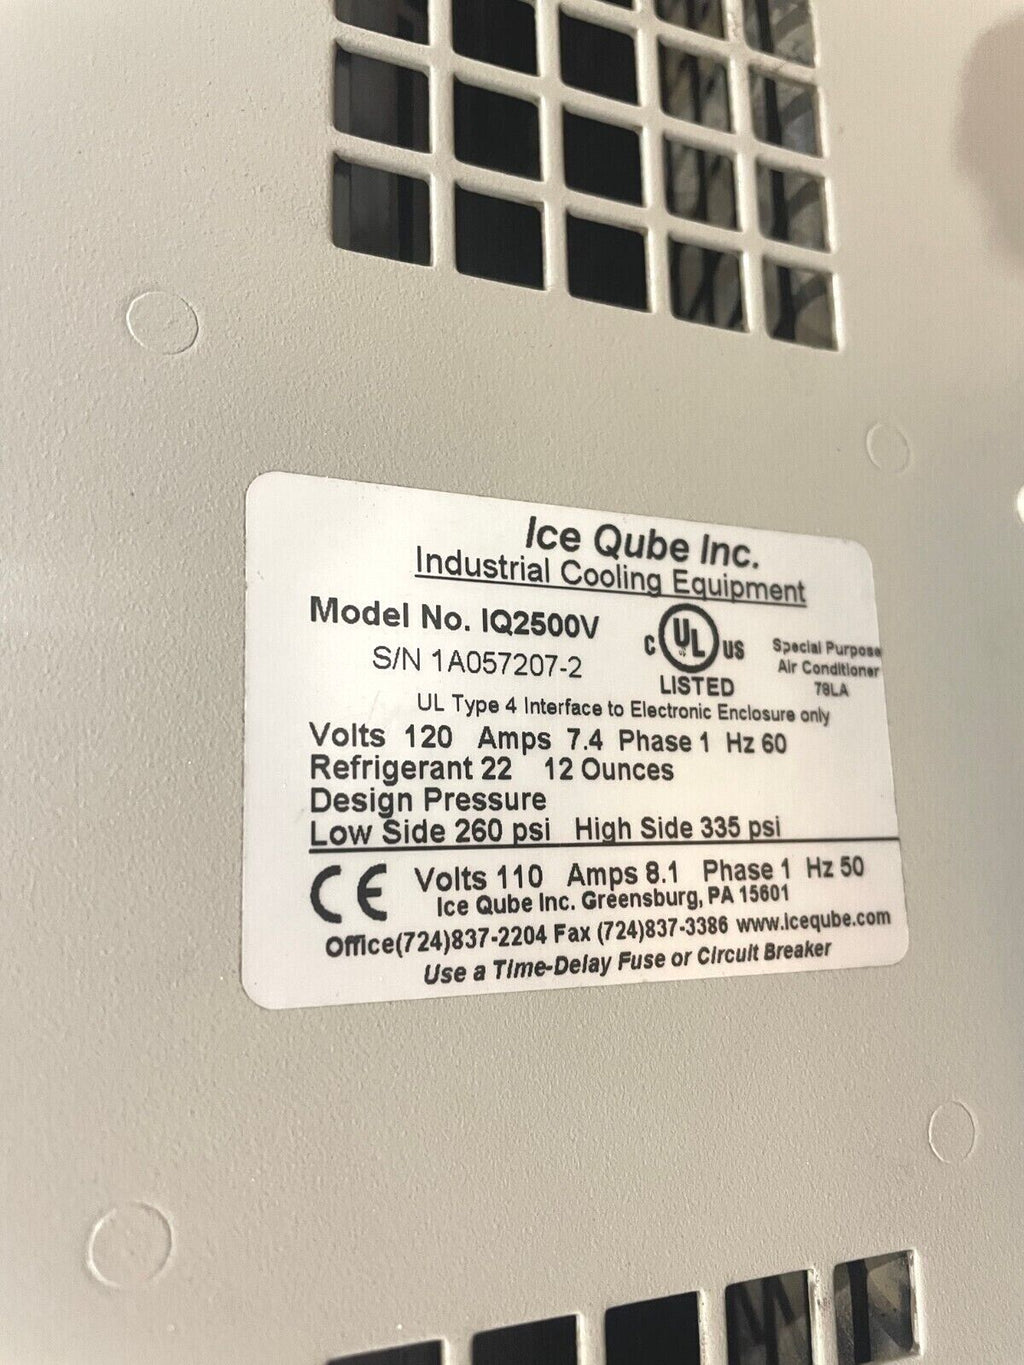 Ice Qube Inc.
Industrial Cooling Equipment
Model No. IQ2500V
S/N 1A057207-2
C UL US
LISTED
Special Purpose
Air Conditioner
78LA
UL Type 4 Interface to Electronic Enclosure only
Volts 120 Amps 7.4 Phase 1 Hz 60
Refrigerant 22 12 Ounces
Design Pressure
Low Side 260 psi High Side 335 psi
CE Volts 110 Amps 8.1 Phase 1 Hz 50
Ice Qube Inc. Greensburg, PA 15601
Office(724)837-2204 Fax (724)837-3386 www.iceqube.com
Use a Time-Delay Fuse or Circuit Breaker